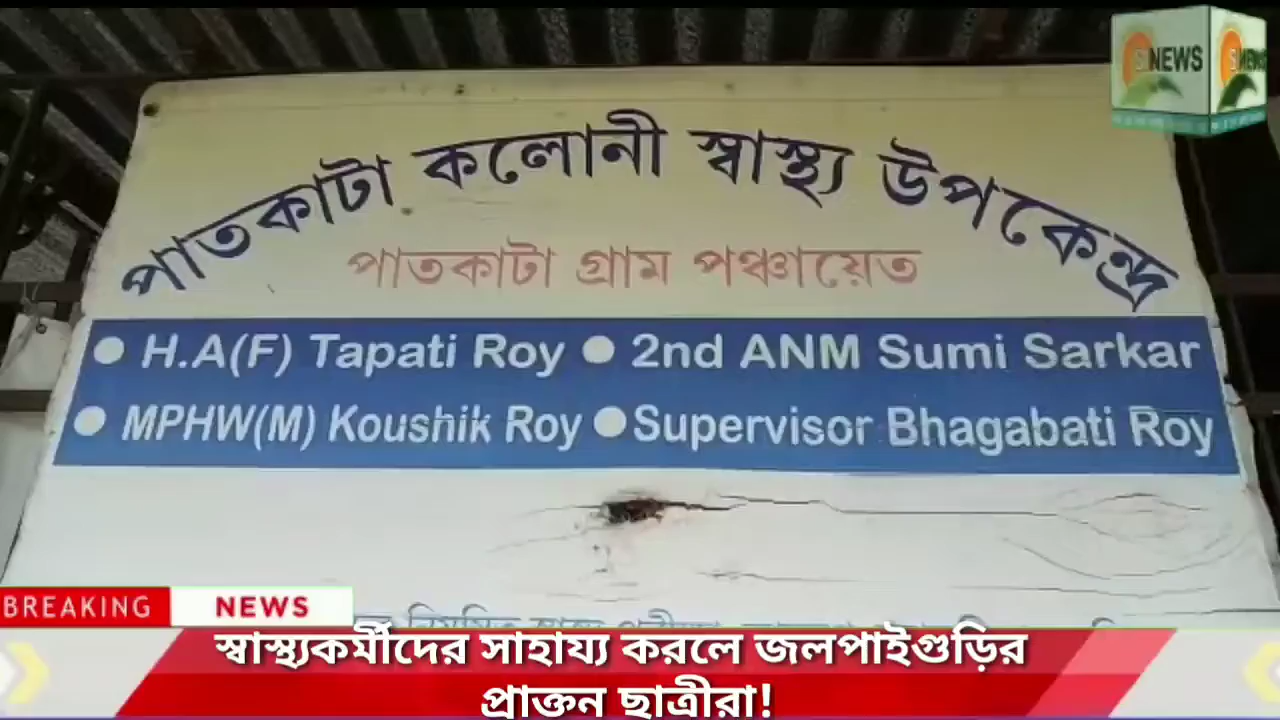 NEWS
পাতকাটা কলোনী স্বাস্থ্য উপকেন্দ্র
পাতকাটা গ্রাম পঞ্চায়েত
● H.A(F) Tapati Roy ● 2nd ANM Sumi Sarkar
● MPHW(M) Koushik Roy ● Supervisor Bhagabati Roy
BREAKING NEWS
স্বাস্থ্যকর্মীদের সাহায্য করলে জলপাইগুড়ির
প্রাক্তন ছাত্রীরা!